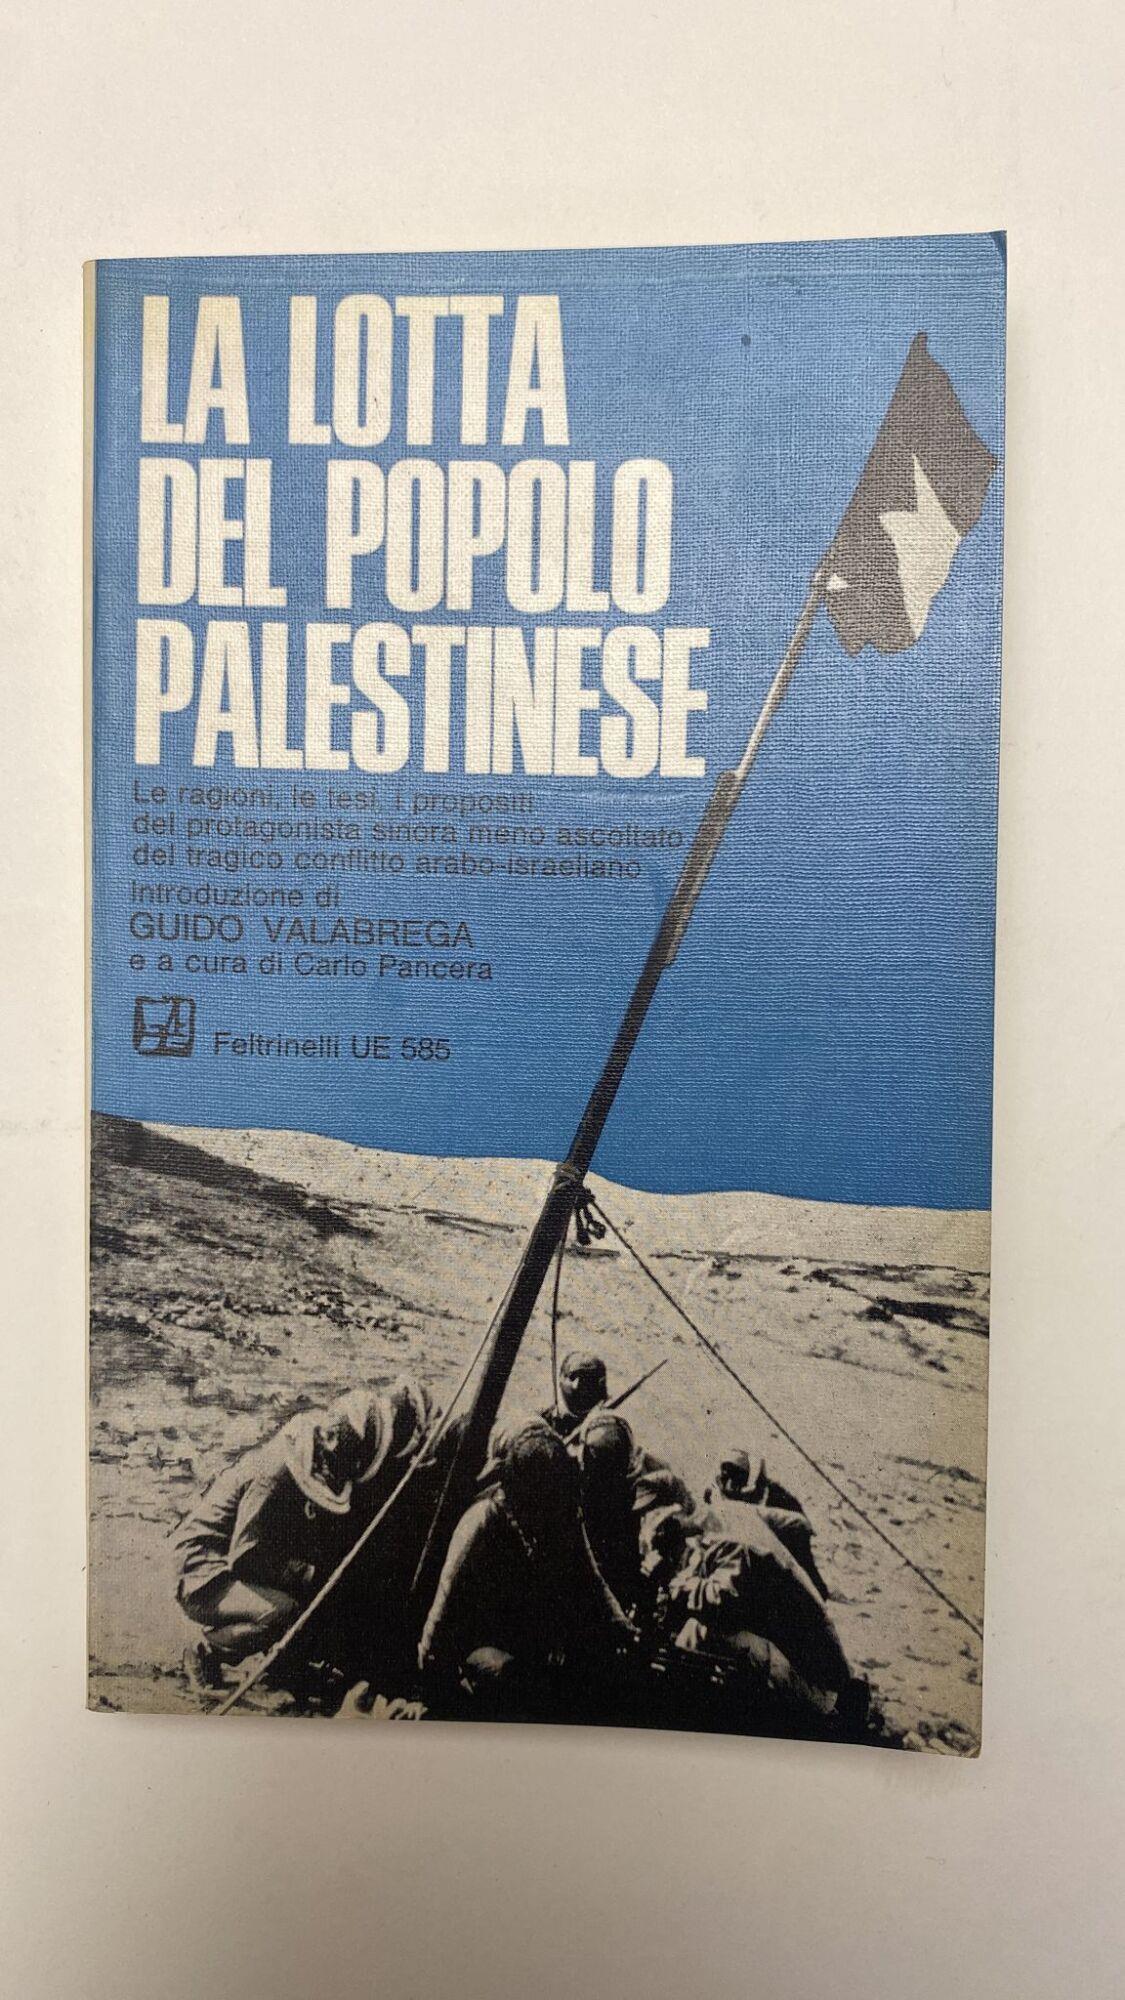 LA LOTTA
DEL POPOLO
PALESTINESE
Le ragioni, le tesi, i propositi
del protagonista sinora meno ascoltato
del tragico conflitto arabo-israeliano
Introduzione di
GUIDO VALABREGA
e a cura di Carlo Pancera
Feltrinelli UE 585